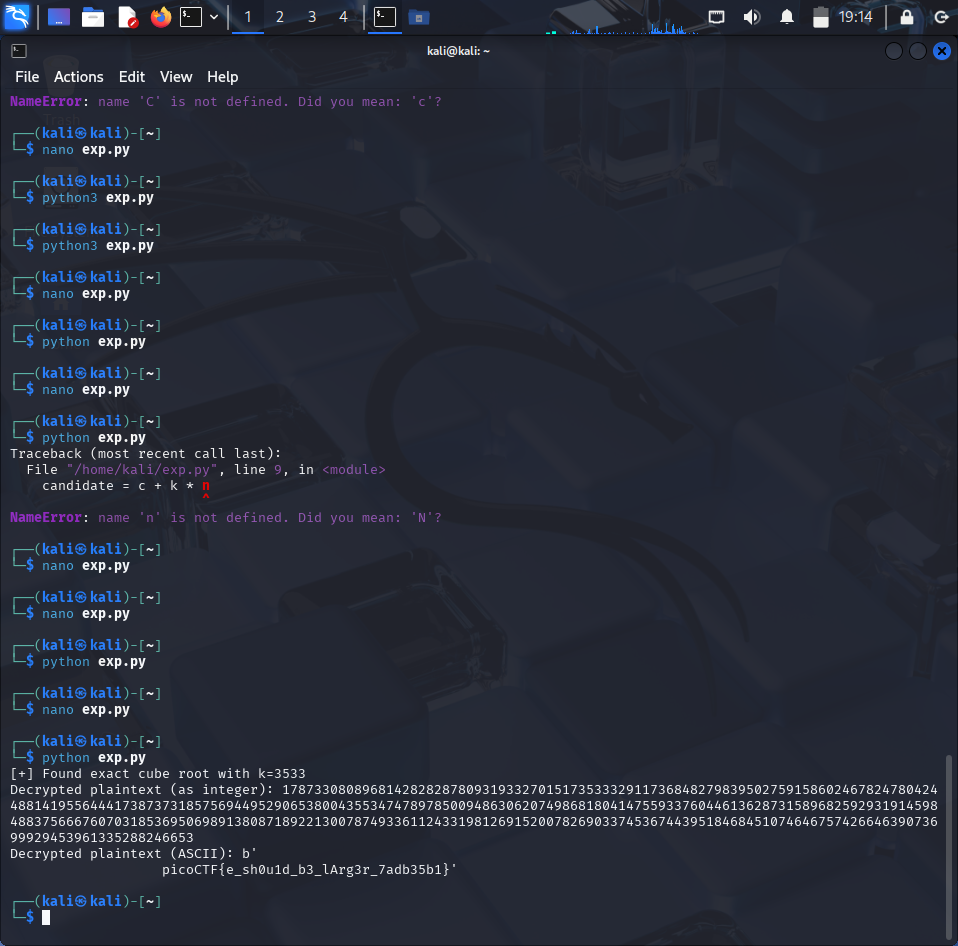 1 2 3 4 19:14
kali@kali: ~
File Actions Edit View Help
NameError: name 'C' is not defined. Did you mean: 'c'?
Trash
┌──(kali㉿kali)-[~]
└─$ nano exp.py
┌──(kali㉿kali)-[~]
└─$ python3 exp.py
┌──(kali㉿kali)-[~]
└─$ python3 exp.py
┌──(kali㉿kali)-[~]
└─$ nano exp.py
┌──(kali㉿kali)-[~]
└─$ python exp.py
┌──(kali㉿kali)-[~]
└─$ nano exp.py
┌──(kali㉿kali)-[~]
└─$ python exp.py
Traceback (most recent call last):
  File "/home/kali/exp.py", line 9, in <module>
    candidate = c + k * n
                        ^
NameError: name 'n' is not defined. Did you mean: 'N'?
┌──(kali㉿kali)-[~]
└─$ nano exp.py
┌──(kali㉿kali)-[~]
└─$ nano exp.py
┌──(kali㉿kali)-[~]
└─$ python exp.py
┌──(kali㉿kali)-[~]
└─$ nano exp.py
┌──(kali㉿kali)-[~]
└─$ python exp.py
[+] Found exact cube root with k=3533
Decrypted plaintext (as integer): 1787330808968142828287809319332701517353332911736848279839502759158602467824780424
488141955644417387373185756944952906538004355347478978500948630620749868180414755933760446136287315896825929319145984883756667607031853695069891380871892213007874933611243319812691520078269033745367443951846845107464675742664639073699929453961335288246653
Decrypted plaintext (ASCII): b'
picoCTF{e_sh0u1d_b3_lArg3r_7adb35b1}'
┌──(kali㉿kali)-[~]
└─$